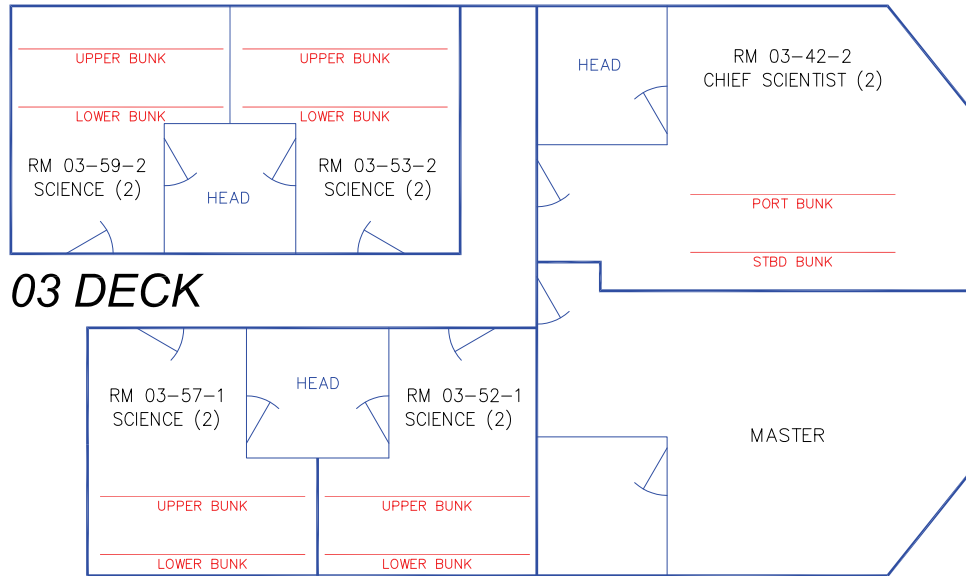 UPPER BUNK
LOWER BUNK
RM 03-59-2
SCIENCE (2)
HEAD
UPPER BUNK
LOWER BUNK
RM 03-53-2
SCIENCE (2)
HEAD
RM 03-42-2
CHIEF SCIENTIST (2)
PORT BUNK
STBD BUNK
03 DECK
RM 03-57-1
SCIENCE (2)
UPPER BUNK
LOWER BUNK
HEAD
RM 03-52-1
SCIENCE (2)
UPPER BUNK
LOWER BUNK
MASTER